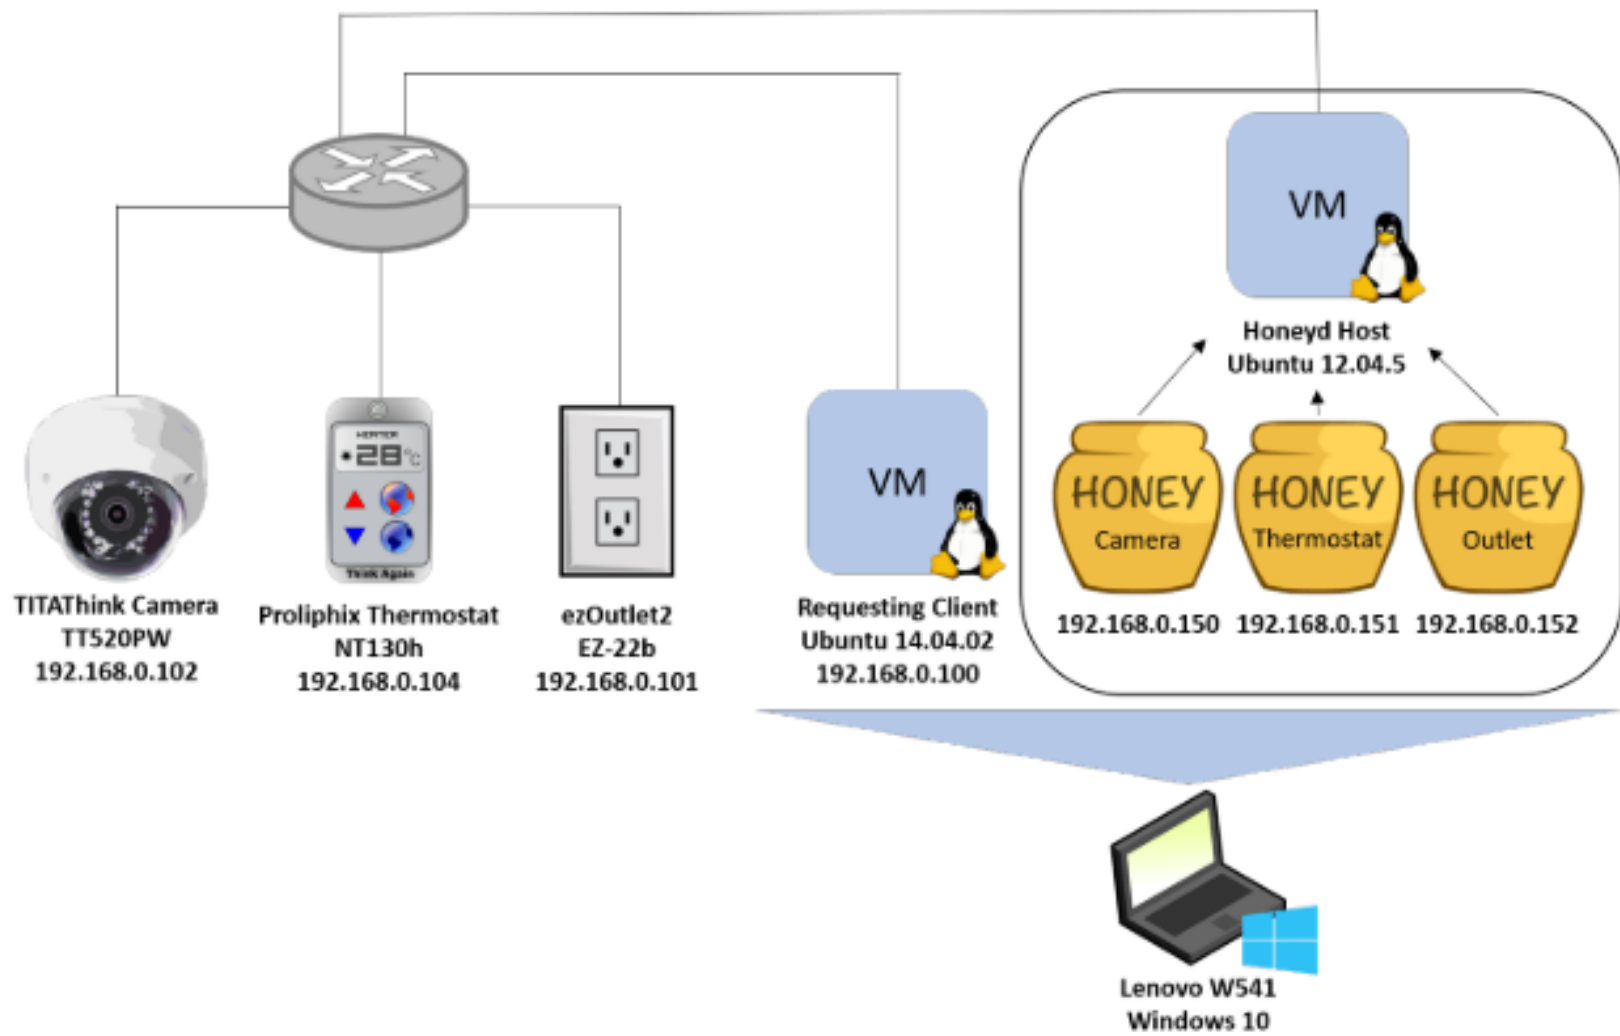 VM
Honeyd Host
Ubuntu 12.04.5
HONEY
Camera
192.168.0.150
HONEY
Thermostat
192.168.0.151
HONEY
Outlet
192.168.0.152
TITAThink Camera
TT520PW
192.168.0.102
HEATER
28°C
Think Again
Proliphix Thermostat
NT130h
192.168.0.104
ezOutlet2
EZ-22b
192.168.0.101
VM
Requesting Client
Ubuntu 14.04.02
192.168.0.100
Lenovo W541
Windows 10